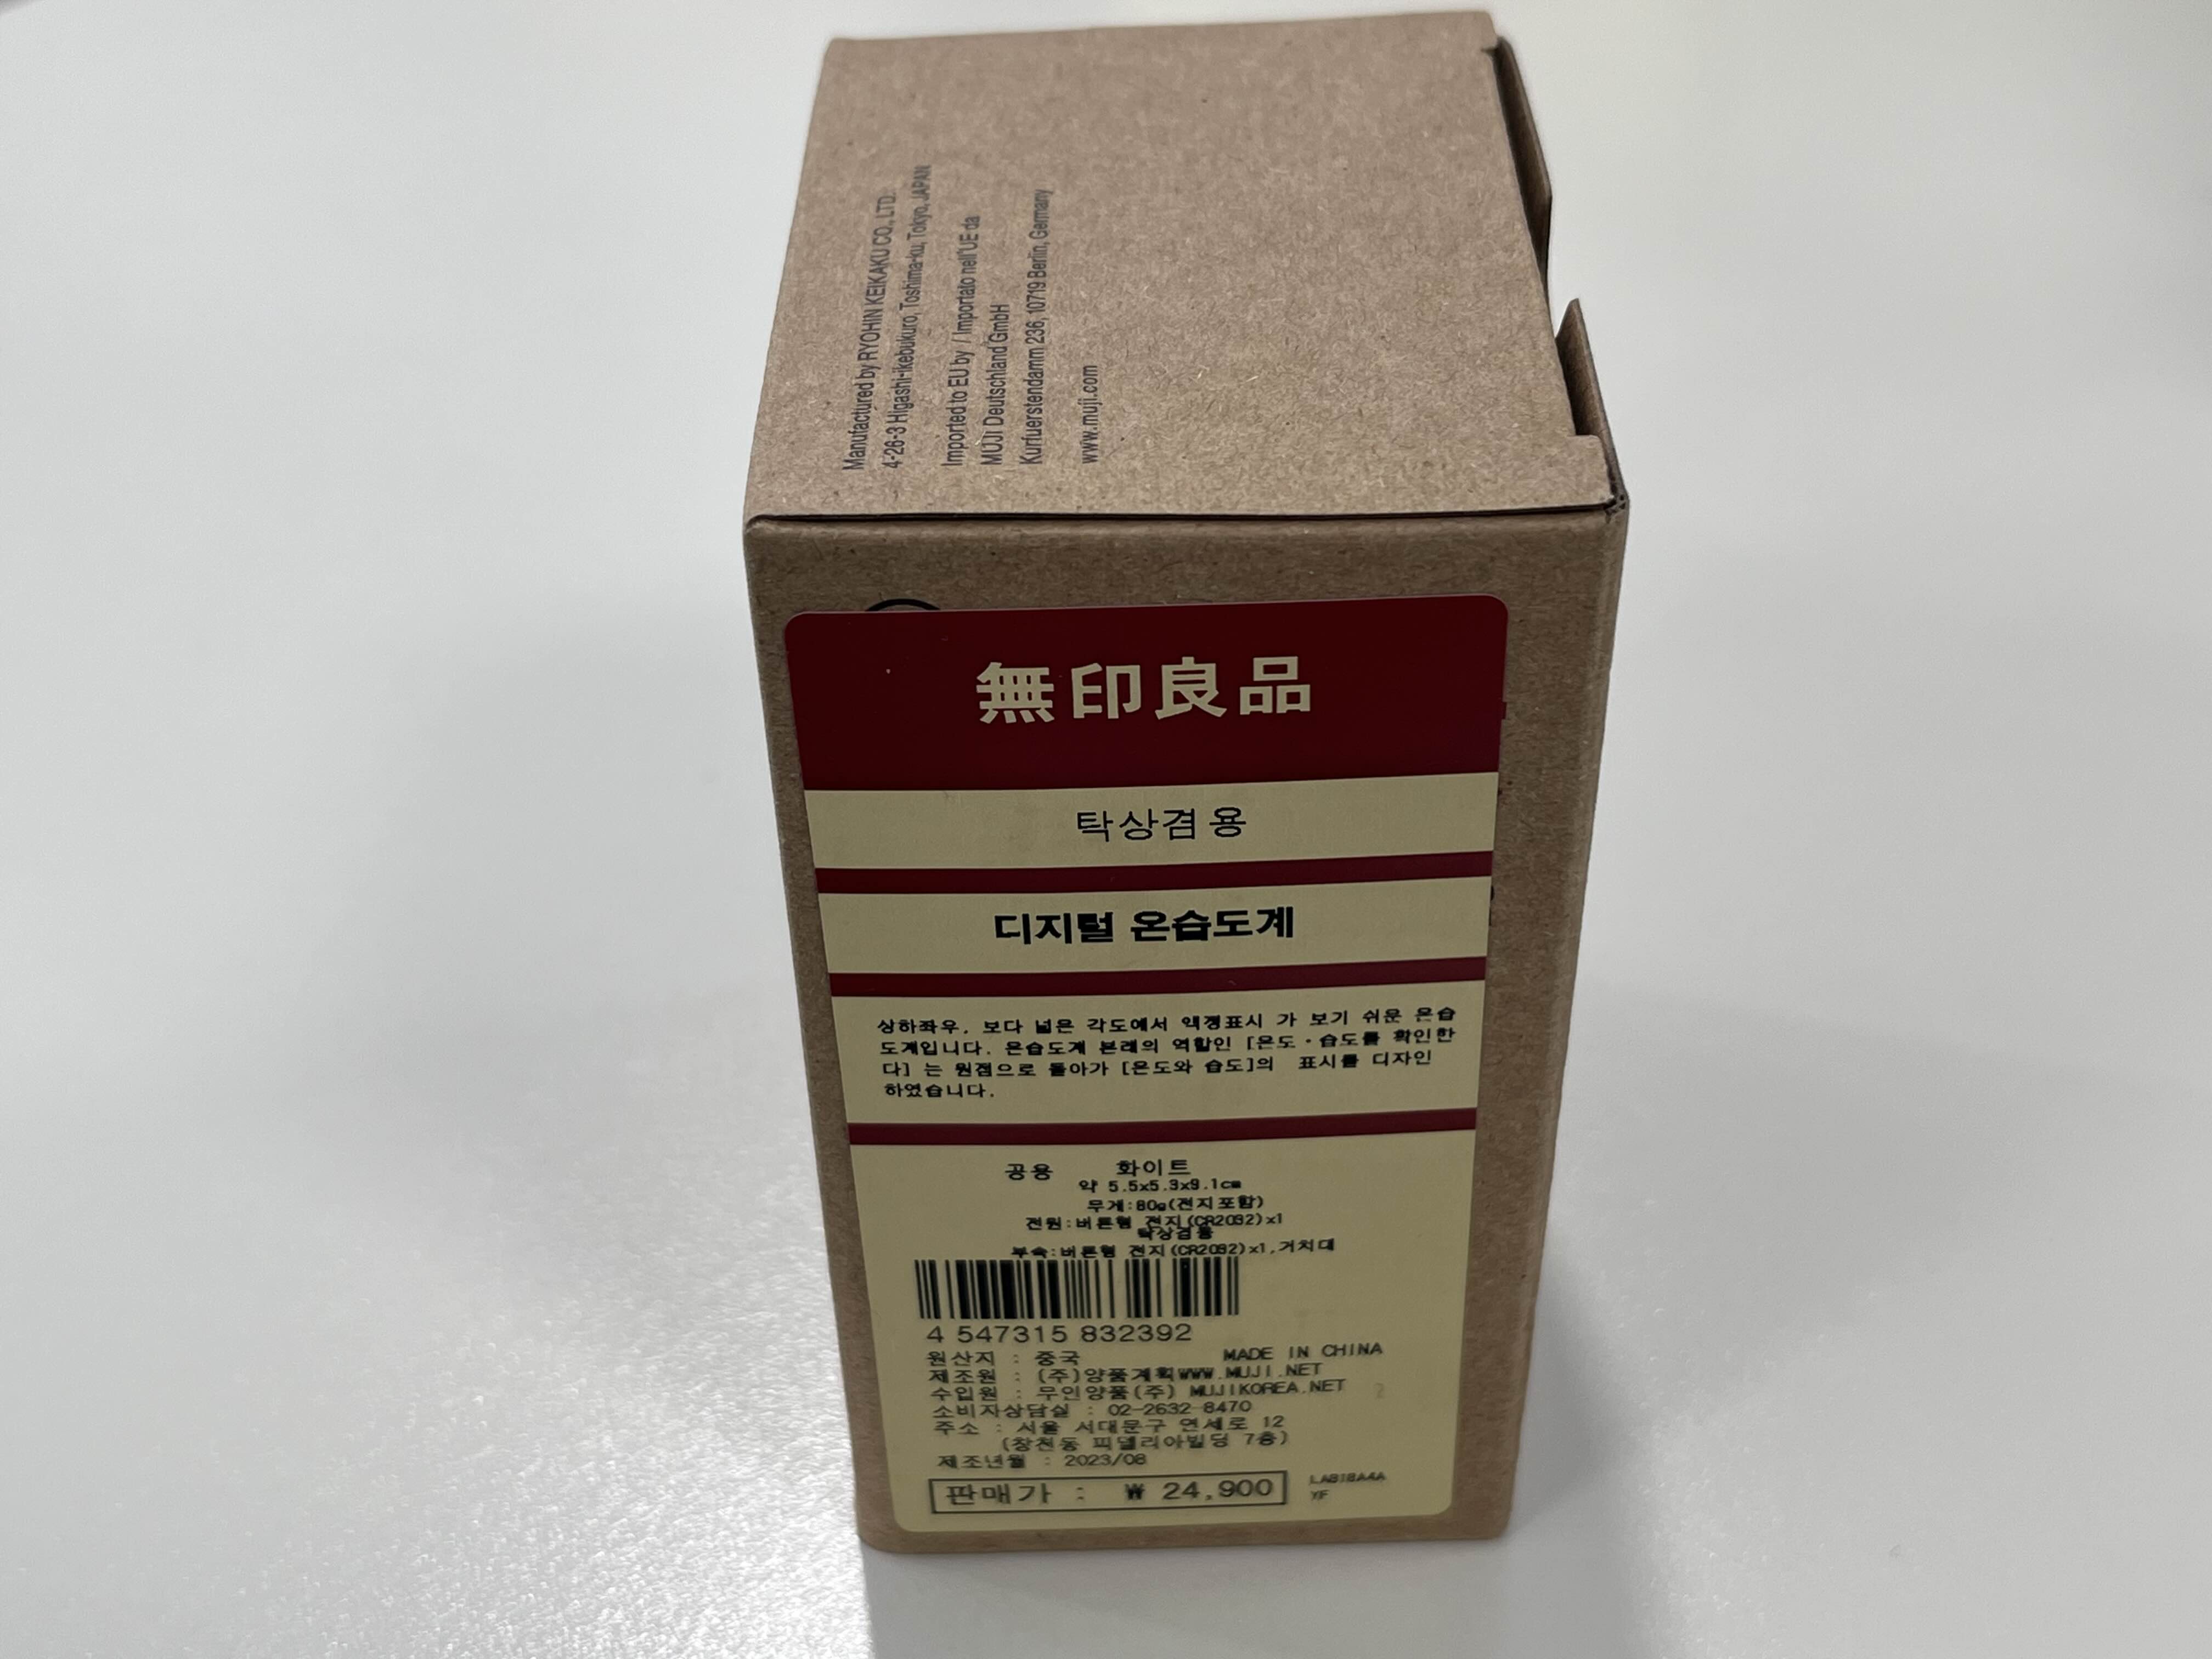 Manufactured by RYOHIN KEIKAKU CO., LTD.
4-26-3 Higashi-Ikebukuro, Toshima-ku, Tokyo, JAPAN
Imported to EU by / Importato nell'UE da
MUJI Deutschland GmbH
Kurfuerstendamm 236, 10719 Berlin, Germany
www.muji.com
無印良品
탁상겸용
디지털 온습도계
상하좌우, 보다 넓은 각도에서 액정표시 가 보기 쉬운 온습
도계입니다. 온습도계 본래의 역할인 [온도・습도를 확인한
다] 는 원점으로 돌아가 [온도와 습도]의 표시를 디자인
하였습니다.
공용 화이트
약 5.5x5.3x9.1cm
무게:80g(전지포함)
전원:버튼형 전지(CR2032)x1
탁상겸용
부속:버튼형 전지(CR2032)x1,거치대
4 547315 832392
원산지 : 중국 MADE IN CHINA
제조원 : (주)양품계획WWW.MUJI.NET
수입원 : 무인양품(주) MUJIKOREA.NET
소비자상담실 : 02-2632-8470
주소 : 서울 서대문구 연세로 12
(창천동 피델리아빌딩 7층)
제조년월 : 2023/08
판매가 : ₩ 24,900
YF